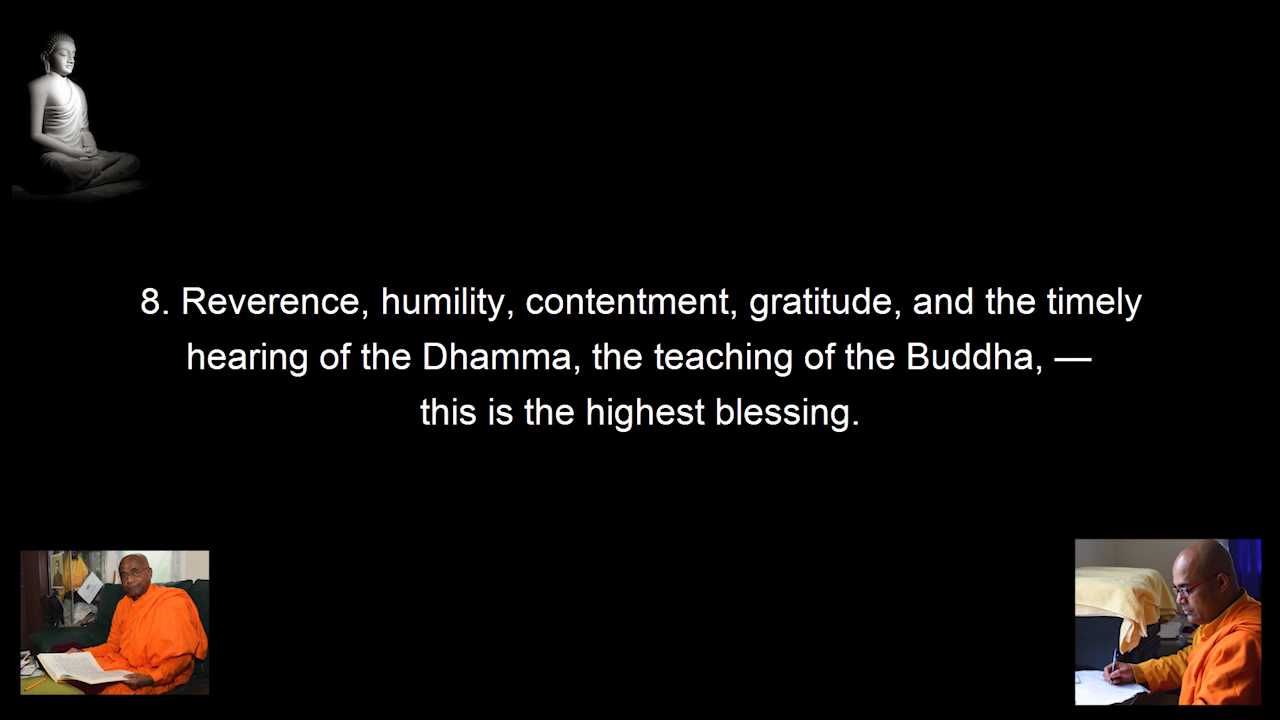 8. Reverence, humility, contentment, gratitude, and the timely
hearing of the Dhamma, the teaching of the Buddha, —
this is the highest blessing.